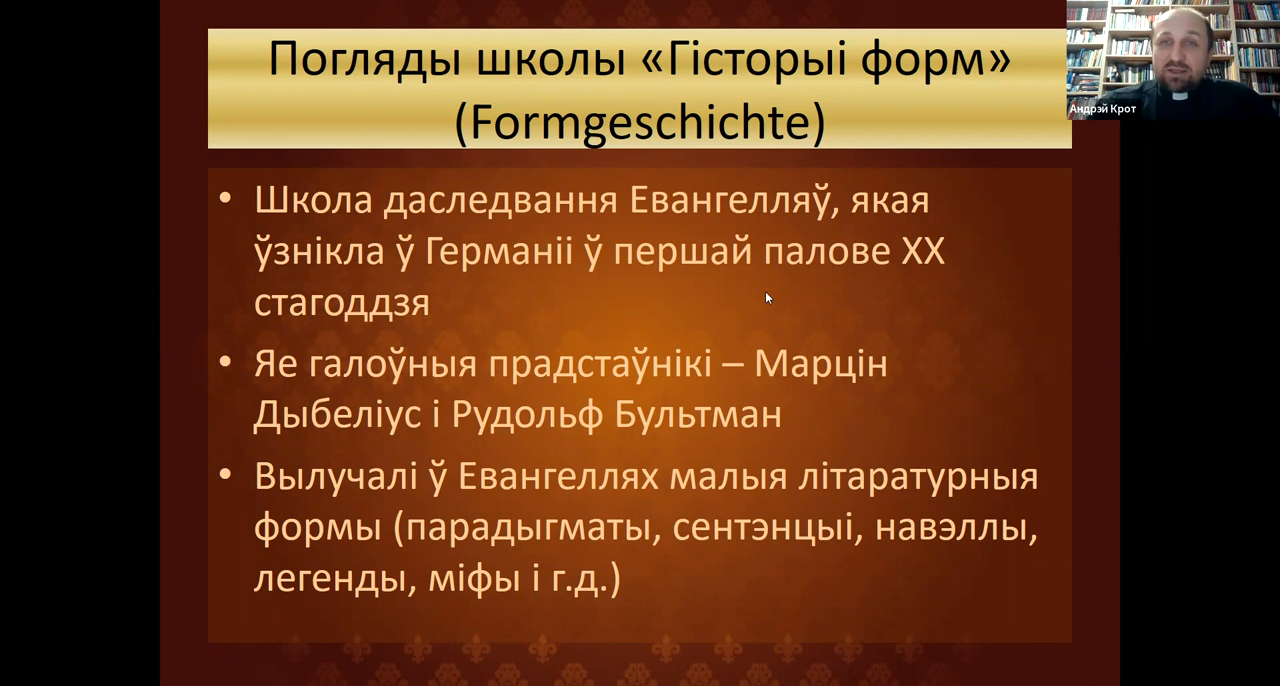 Погляды школы «Гісторыі форм»
(Formgeschichte)
Андрэй Крот
• Школа даследвання Евангелляў, якая
ўзнікла ў Германіі ў першай палове ХХ
стагоддзя
• Яе галоўныя прадстаўнікі – Марцін
Дыбеліус і Рудольф Бультман
• Вылучалі ў Евангеллях малыя літаратурныя
формы (парадыгматы, сентэнцыі, навэллы,
легенды, міфы і г.д.)